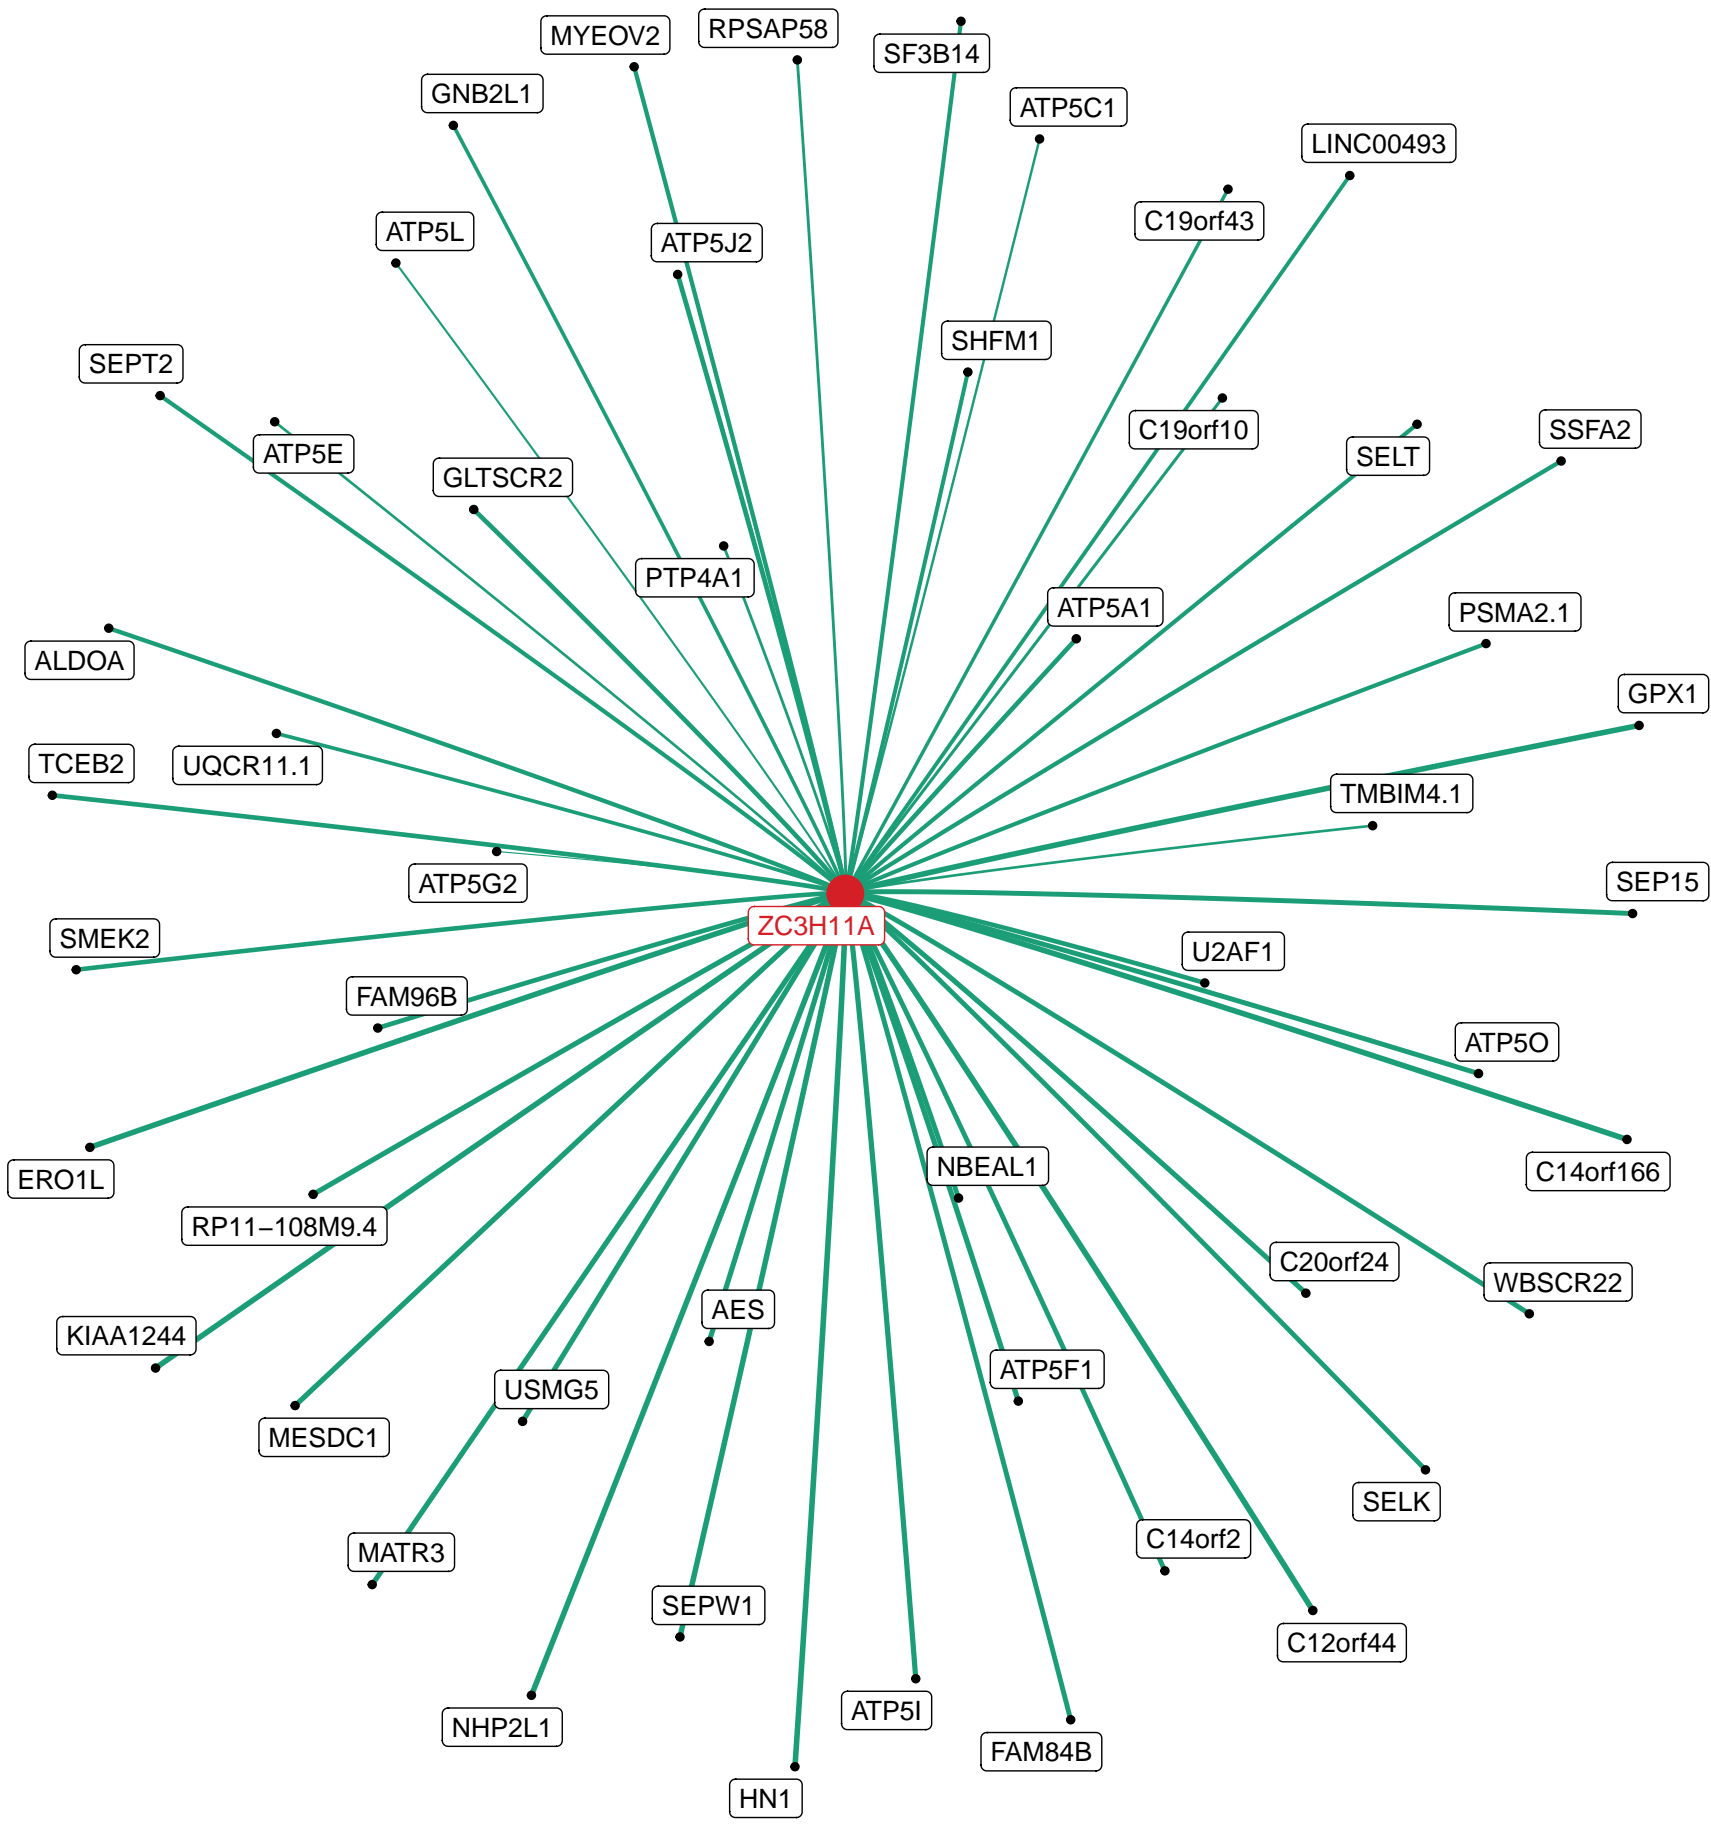 RPSAP58
MYEOV2
SF3B14
GNB2L1
ATP5C1
LINC00493
C19orf43
ATP5L
ATP5J2
SHFM1
SEPT2
C19orf10
SSFA2
ATP5E
SELT
GLTSCR2
PTP4A1
ATP5A1
PSMA2.1
ALDOA
GPX1
TCEB2
UQCR11.1
TMBIM4.1
ATP5G2
SEP15
ZC3H11A
SMEK2
U2AF1
FAM96B
ATP5O
NBEAL1
C14orf166
ERO1L
RP11−108M9.4
C20orf24
WBSCR22
AES
KIAA1244
ATP5F1
USMG5
MESDC1
SELK
C14orf2
MATR3
SEPW1
C12orf44
ATP5I
NHP2L1
FAM84B
HN1